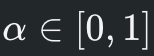 α ∈ [0, 1]